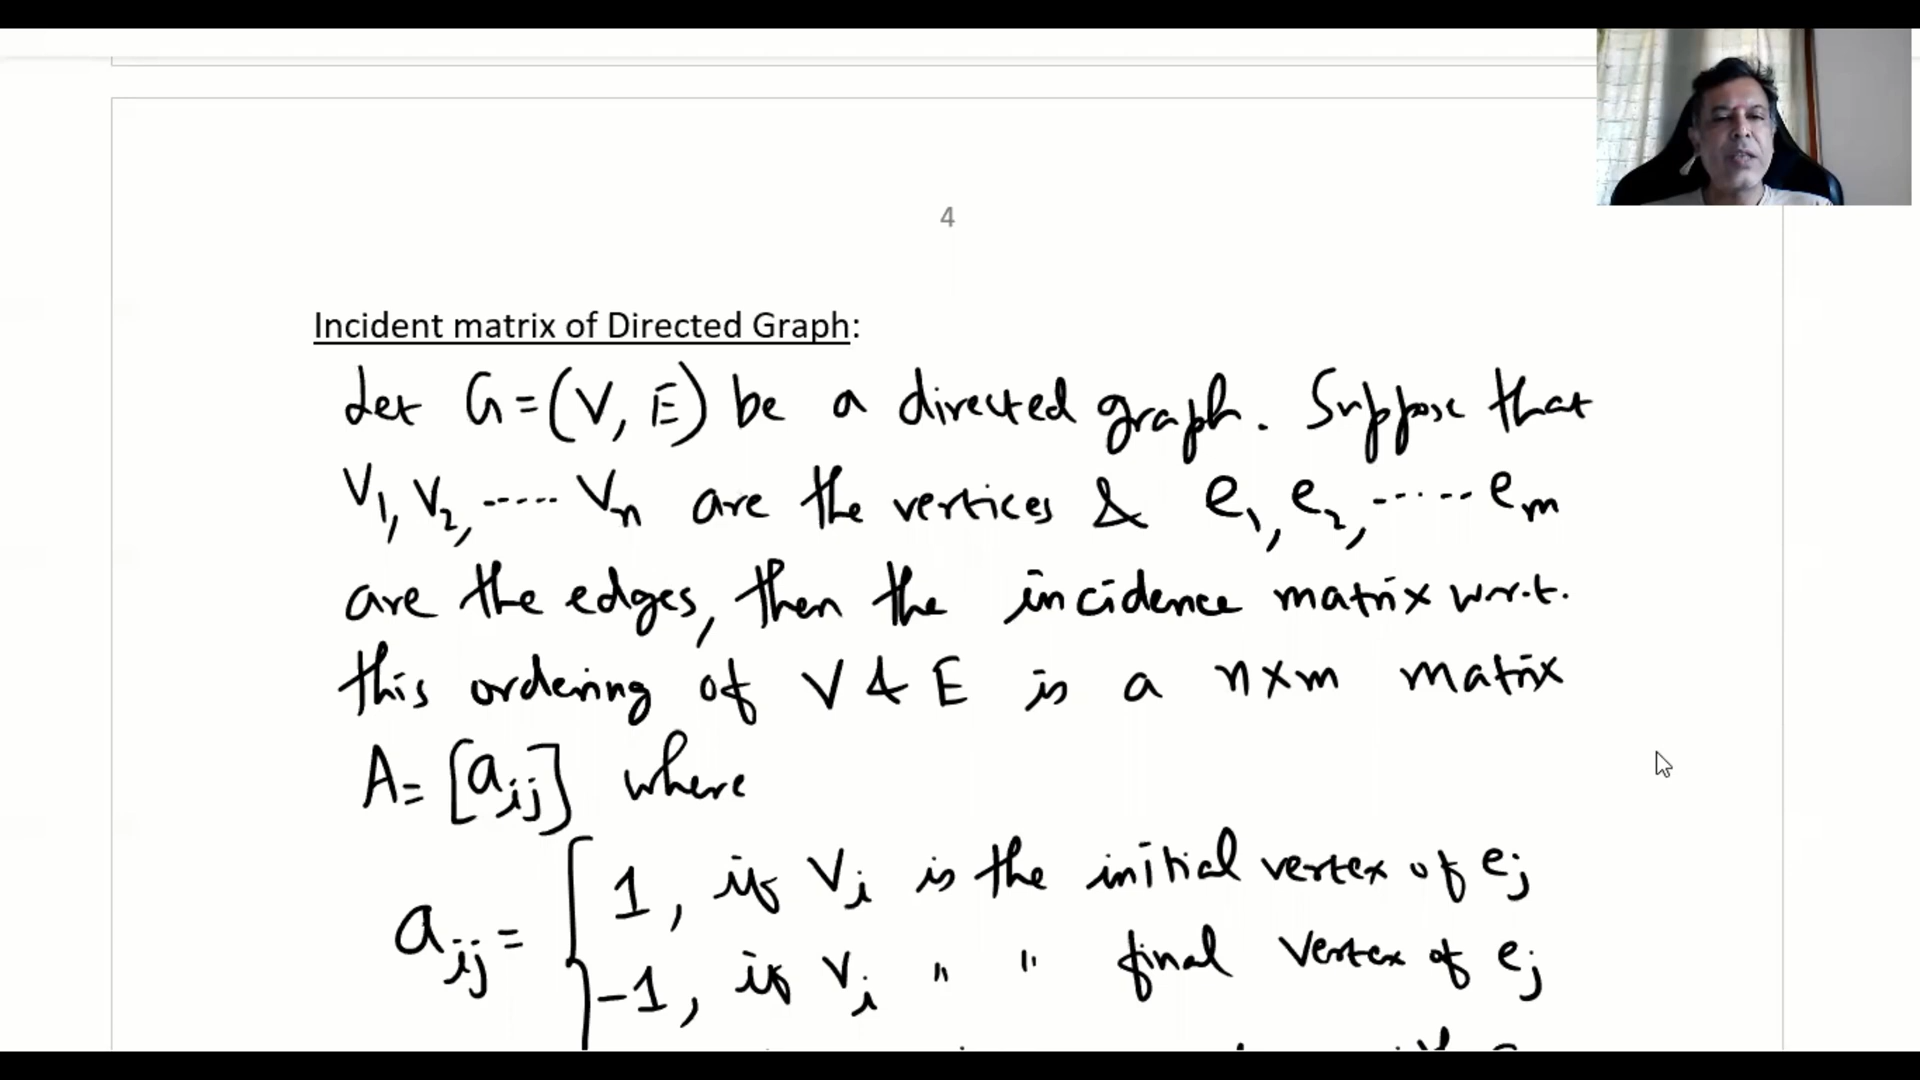 4
Incident matrix of Directed Graph:
Let G=(V, E) be a directed graph. Suppose that
V1, V2, ..... Vn are the vertices & e1, e2, ..... em
are the edges, then the incidence matrix w.r.t.
this ordering of V & E is a n×m matrix
A= [aij] where
aij = { 1, if Vi is the initial vertex of ej
-1, if Vi " " final vertex of ej